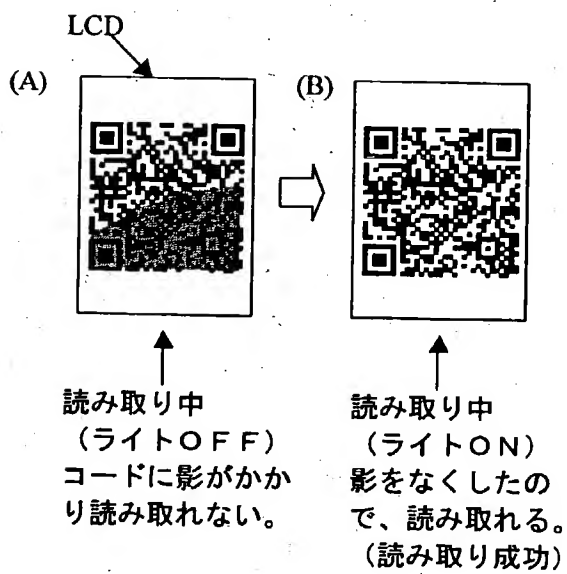 LCD
(A)
(B)
読み取り中
（ライトＯＦＦ）
コードに影がかか
り読み取れない。
読み取り中
（ライトＯＮ）
影をなくしたの
で、読み取れる。
（読み取り成功）